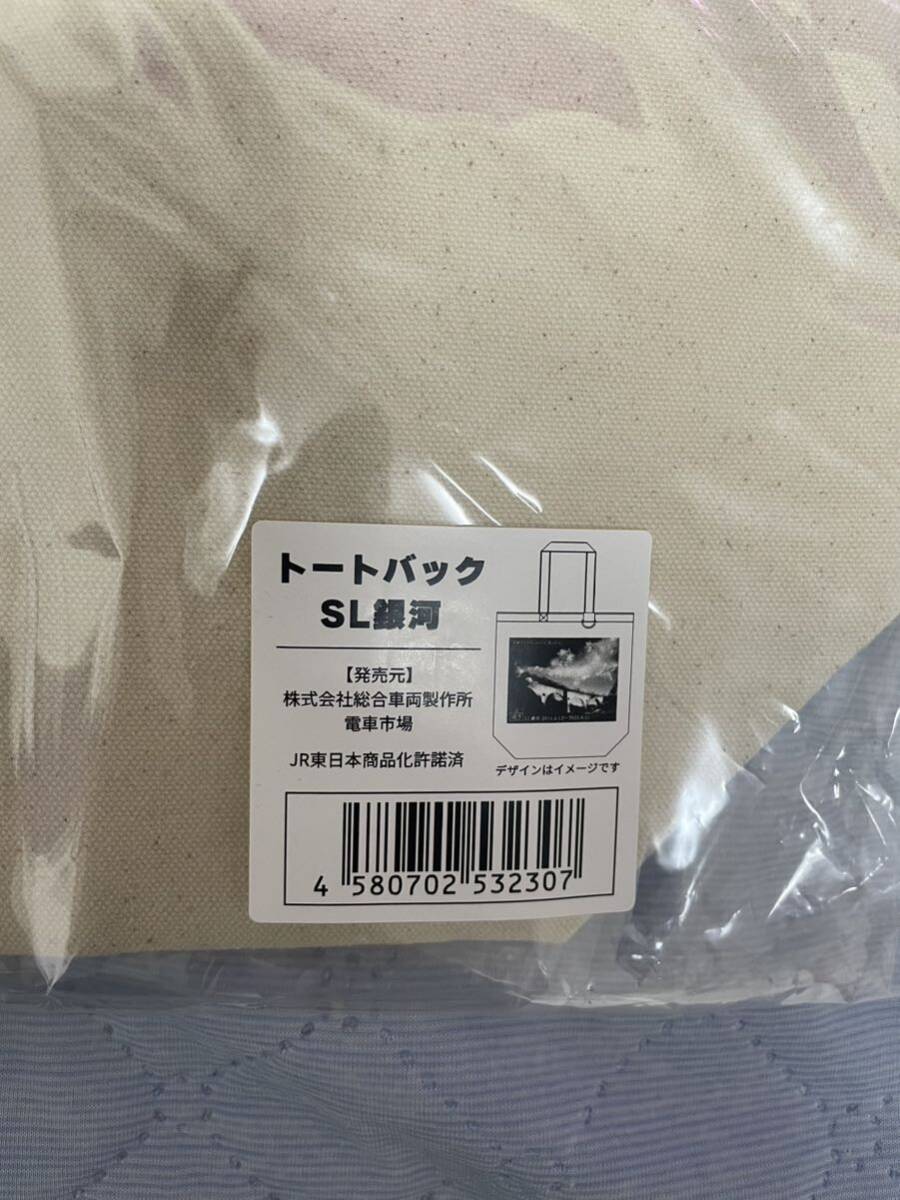 トートバック
SL銀河
【発売元】
株式会社総合車両製作所
電車市場
JR東日本商品化許諾済
デザインはイメージです
4 580702 532307